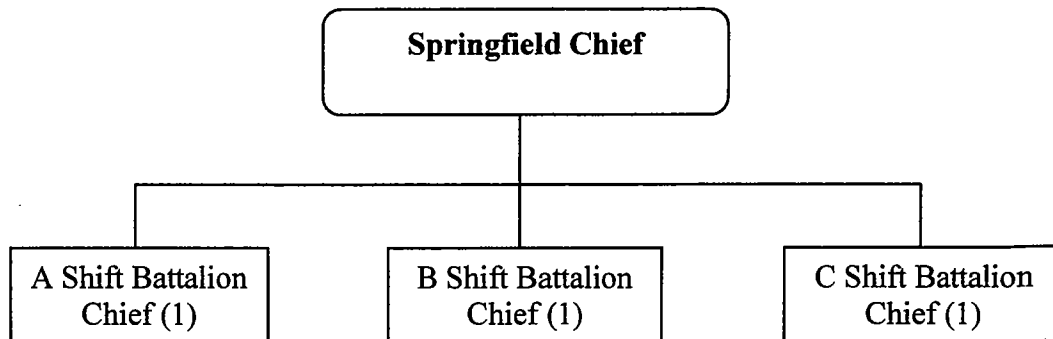 Springfield Chief
A Shift Battalion
Chief (1)
B Shift Battalion
Chief (1)
C Shift Battalion
Chief (1)